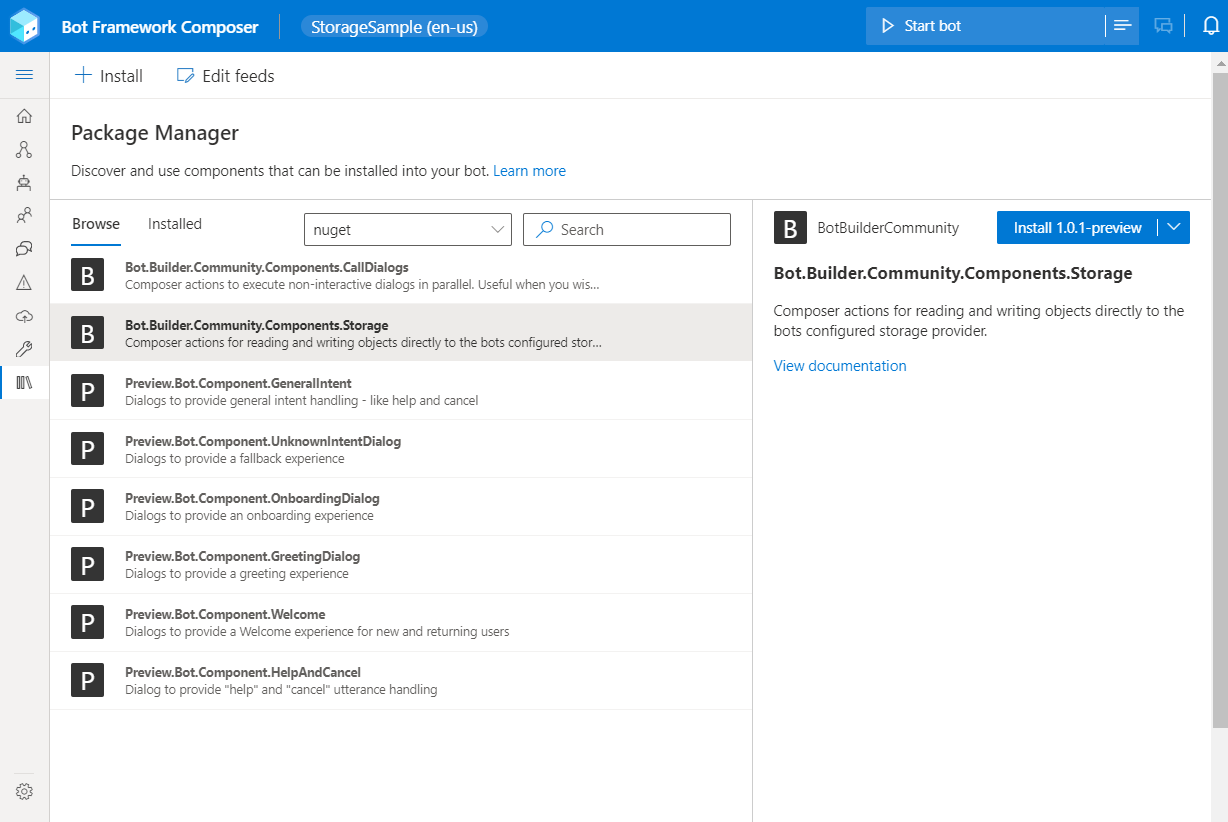 Bot Framework Composer
StorageSample (en-us)
Start bot
Install
Edit feeds
Package Manager
Discover and use components that can be installed into your bot. Learn more
Browse
Installed
nuget
Search
B
Bot.Builder.Community.Components.CallDialogs
Composer actions to execute non-interactive dialogs in parallel. Useful when you wis...
B
Bot.Builder.Community.Components.Storage
Composer actions for reading and writing objects directly to the bots configured stor...
P
Preview.Bot.Component.GeneralIntent
Dialogs to provide general intent handling - like help and cancel
P
Preview.Bot.Component.UnknownIntentDialog
Dialogs to provide a fallback experience
P
Preview.Bot.Component.OnboardingDialog
Dialogs to provide an onboarding experience
P
Preview.Bot.Component.GreetingDialog
Dialogs to provide a greeting experience
P
Preview.Bot.Component.Welcome
Dialogs to provide a Welcome experience for new and returning users
P
Preview.Bot.Component.HelpAndCancel
Dialog to provide "help" and "cancel" utterance handling
B
BotBuilderCommunity
Install 1.0.1-preview
Bot.Builder.Community.Components.Storage
Composer actions for reading and writing objects directly to the
bots configured storage provider.
View documentation